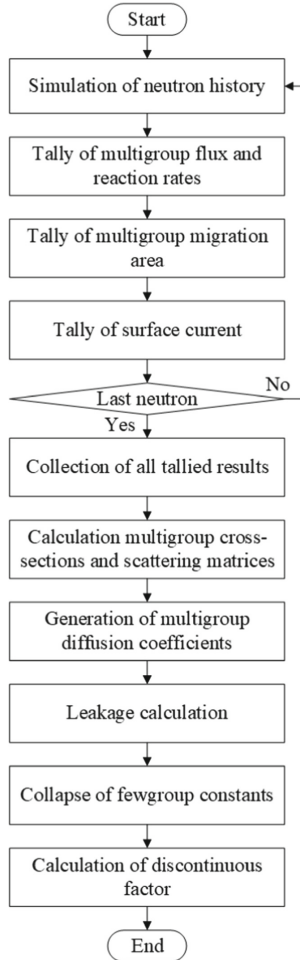 Start
Simulation of neutron history
Tally of multigroup flux and
reaction rates
Tally of multigroup migration
area
Tally of surface current
No
Last neutron
Yes
Collection of all tallied results
Calculation multigroup cross-
sections and scattering matrices
Generation of multigroup
diffusion coefficients
Leakage calculation
Collapse of fewgroup constants
Calculation of discontinuous
factor
End